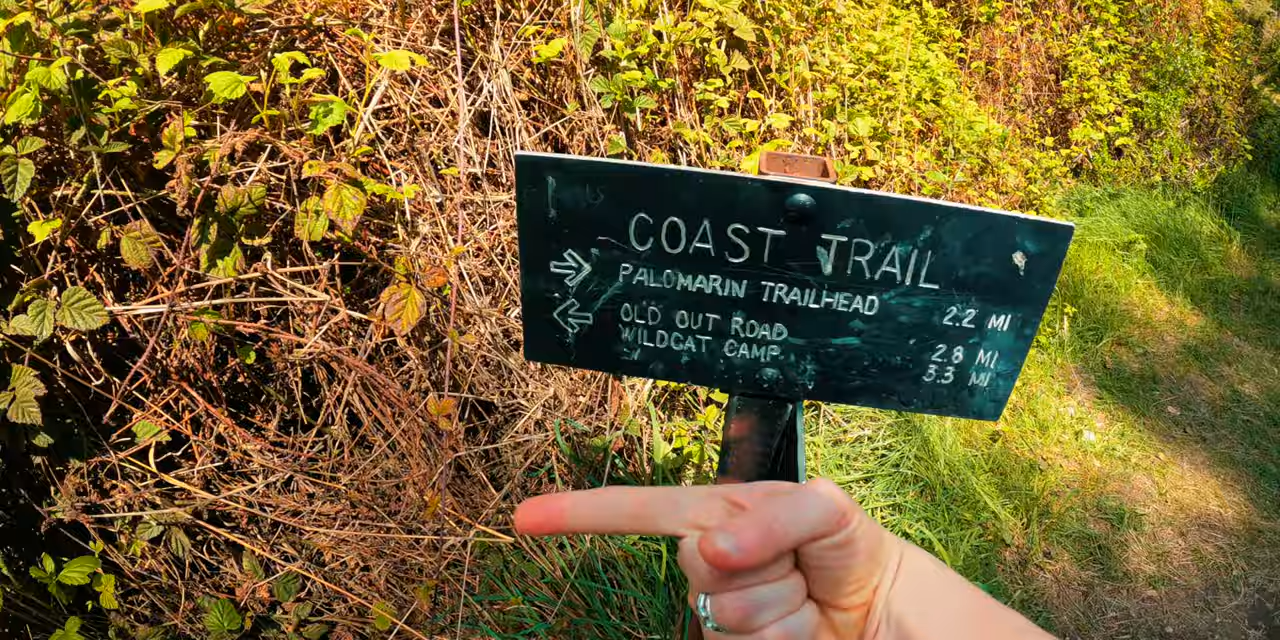 COAST TRAIL
PALOMARIN TRAILHEAD 2.2 MI
OLD OUT ROAD 2.8 MI
WILDCAT CAMP 3.3 MI